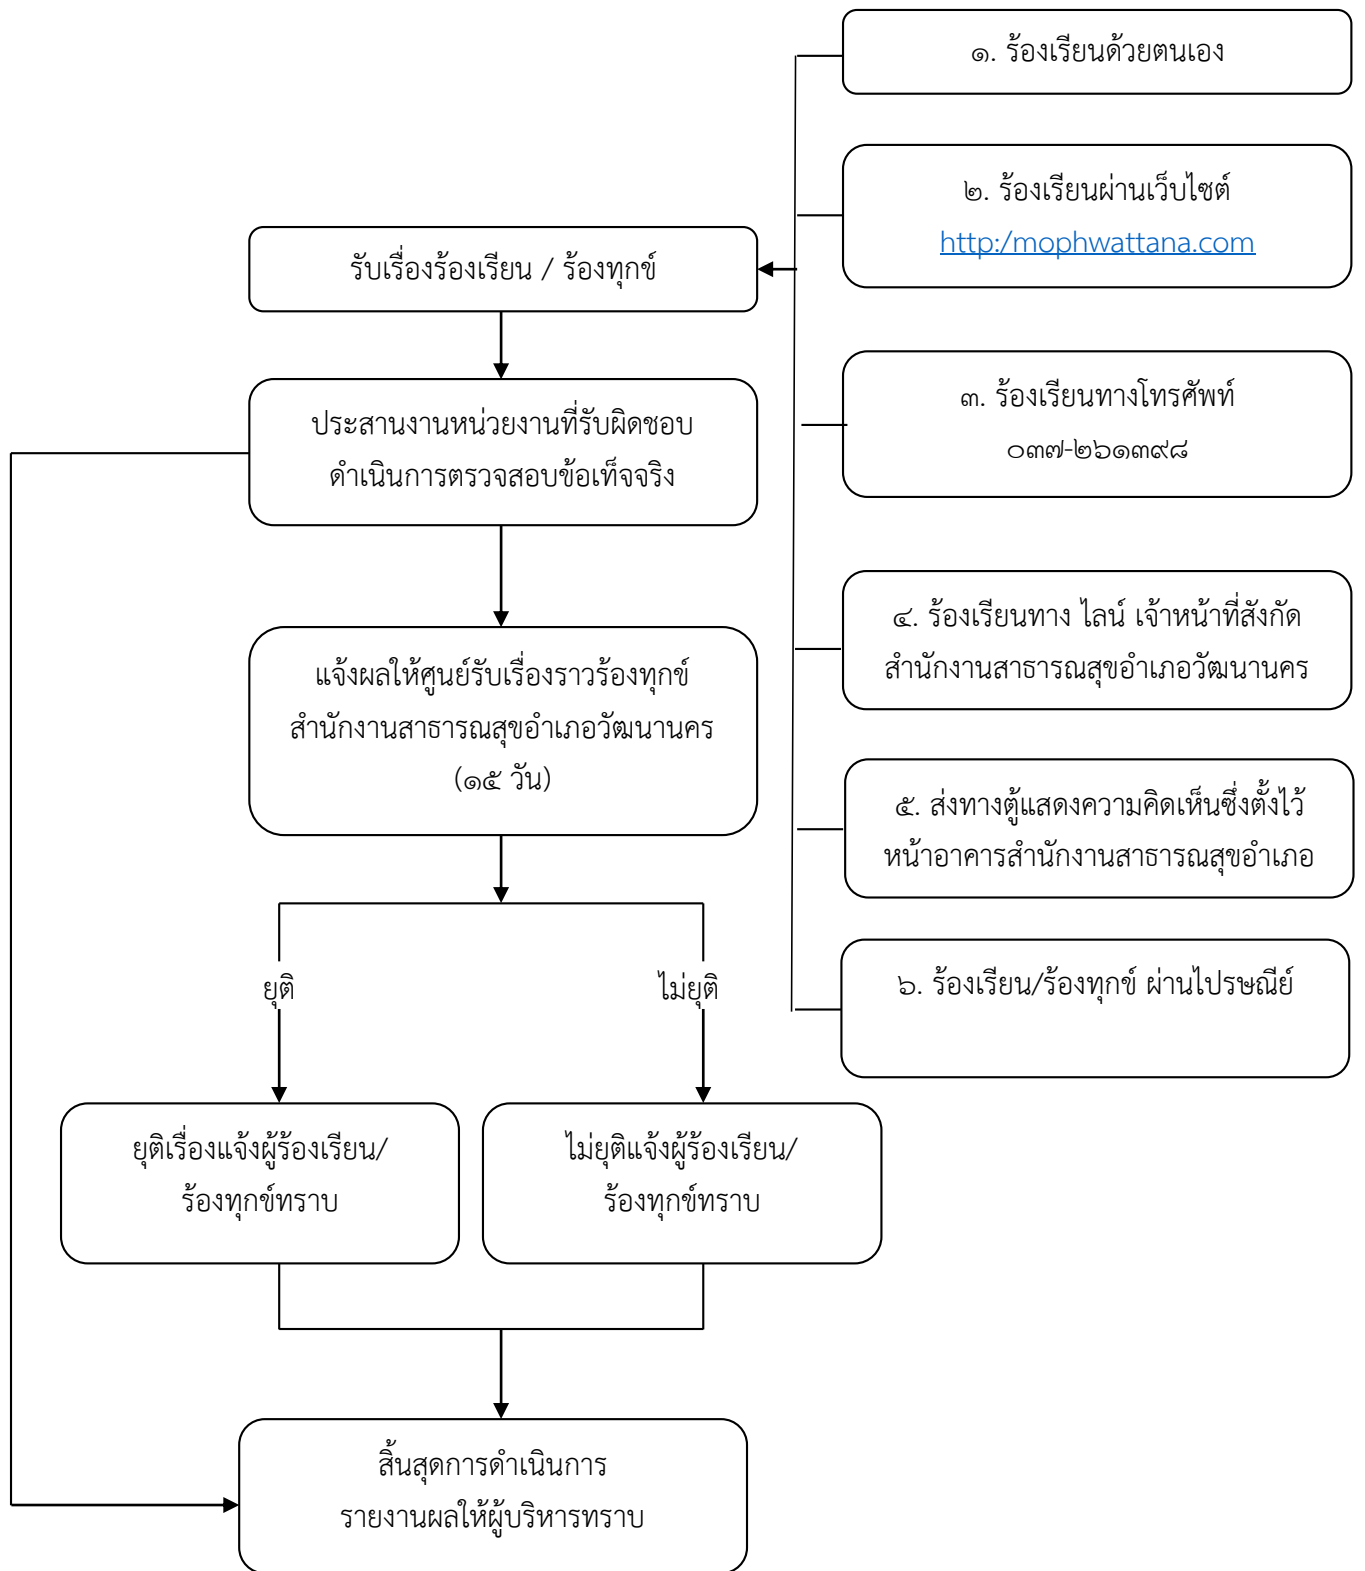 ๑. ร้องเรียนด้วยตนเอง
๒. ร้องเรียนผ่านเว็บไซต์
http:/mophwattana.com
๓. ร้องเรียนทางโทรศัพท์
๐๓๗-๒๖๑๓๙๘
๔. ร้องเรียนทาง ไลน์ เจ้าหน้าที่สังกัด
สำนักงานสาธารณสุขอำเภอวัฒนานคร
๕. ส่งทางตู้แสดงความคิดเห็นซึ่งตั้งไว้
หน้าอาคารสำนักงานสาธารณสุขอำเภอ
๖. ร้องเรียน/ร้องทุกข์ ผ่านไปรษณีย์
รับเรื่องร้องเรียน / ร้องทุกข์
ประสานงานหน่วยงานที่รับผิดชอบ
ดำเนินการตรวจสอบข้อเท็จจริง
แจ้งผลให้ศูนย์รับเรื่องราวร้องทุกข์
สำนักงานสาธารณสุขอำเภอวัฒนานคร
(๑๕ วัน)
ยุติ
ไม่ยุติ
ยุติเรื่องแจ้งผู้ร้องเรียน/
ร้องทุกข์ทราบ
ไม่ยุติแจ้งผู้ร้องเรียน/
ร้องทุกข์ทราบ
สิ้นสุดการดำเนินการ
รายงานผลให้ผู้บริหารทราบ